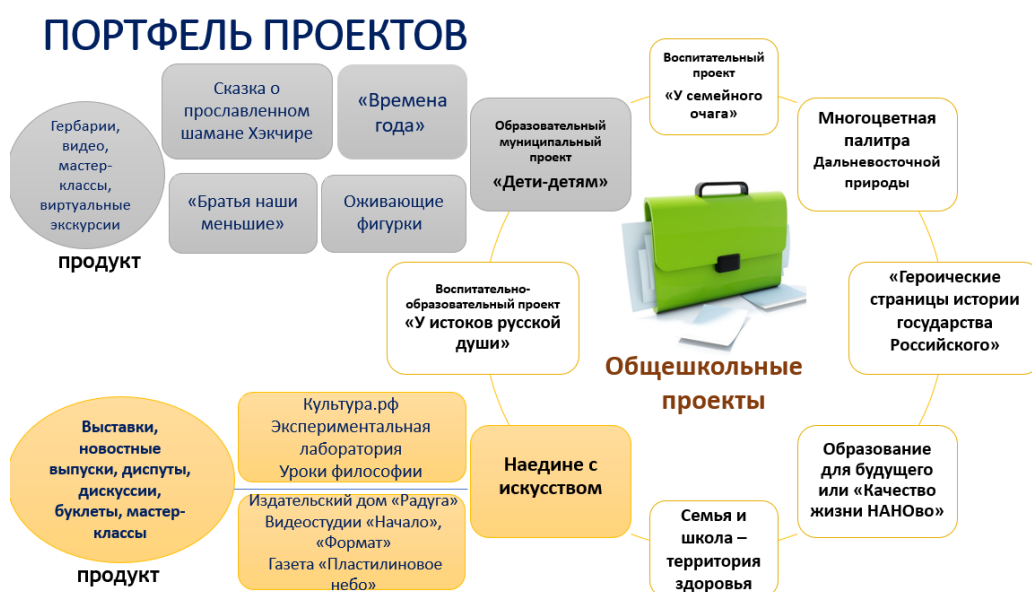 ПОРТФЕЛЬ ПРОЕКТОВ
Гербарии,
видео,
мастер-
классы,
виртуальные
экскурсии
продукт
Сказка о
прославленном
шамане Хэкчире
«Времена
года»
«Братья наши
меньшие»
Оживающие
фигурки
Образовательный
муниципальный
проект
«Дети-детям»
Воспитательный
проект
«У семейного
очага»
Многоцветная
палитра
Дальневосточной
природы
«Героические
страницы истории
государства
Российского»
Образование
для будущего
или «Качество
жизни НАНОво»
Семья и
школа –
территория
здоровья
Наедине с
искусством
Воспитательно-
образовательный проект
«У истоков русской
души»
Общешкольные
проекты
Культура.рф
Экспериментальная
лаборатория
Уроки философии
Издательский дом «Радуга»
Видеостудии «Начало»,
«Формат»
Газета «Пластилиновое
небо»
Выставки,
новостные
выпуски, диспуты,
дискуссии,
буклеты, мастер-
классы
продукт